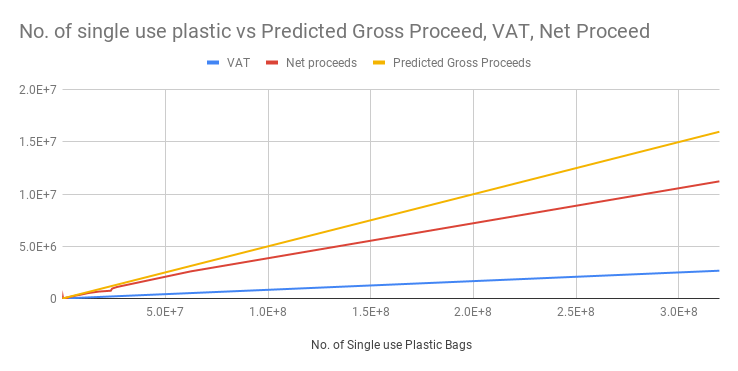 No. of single use plastic vs Predicted Gross Proceed, VAT, Net Proceed
VAT Net proceeds Predicted Gross Proceeds
2.0E+7
1.5E+7
1.0E+7
5.0E+6
0
5.0E+7 1.0E+8 1.5E+8 2.0E+8 2.5E+8 3.0E+8
No. of Single use Plastic Bags